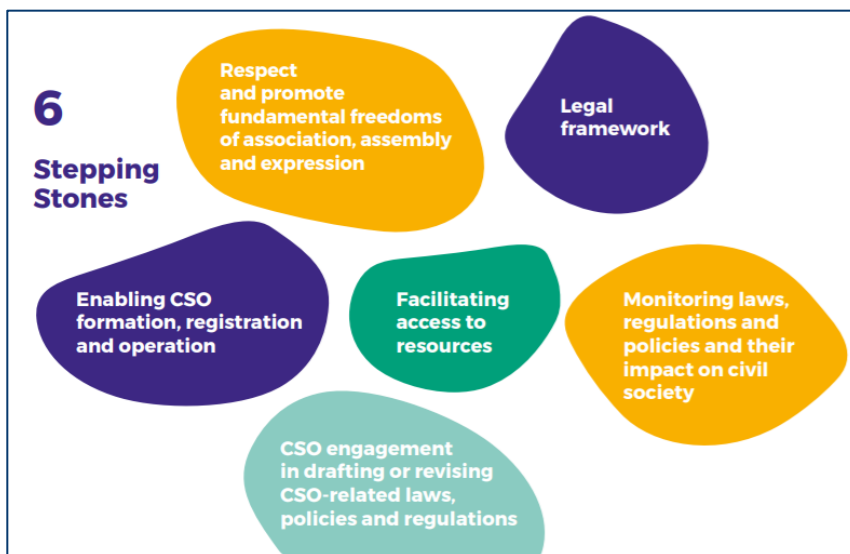 6
Stepping
Stones
Respect
and promote
fundamental freedoms
of association, assembly
and expression
Legal
framework
Enabling CSO
formation, registration
and operation
Facilitating
access to
resources
Monitoring laws,
regulations and
policies and their
impact on civil
society
CSO engagement
in drafting or revising
CSO-related laws,
policies and regulations